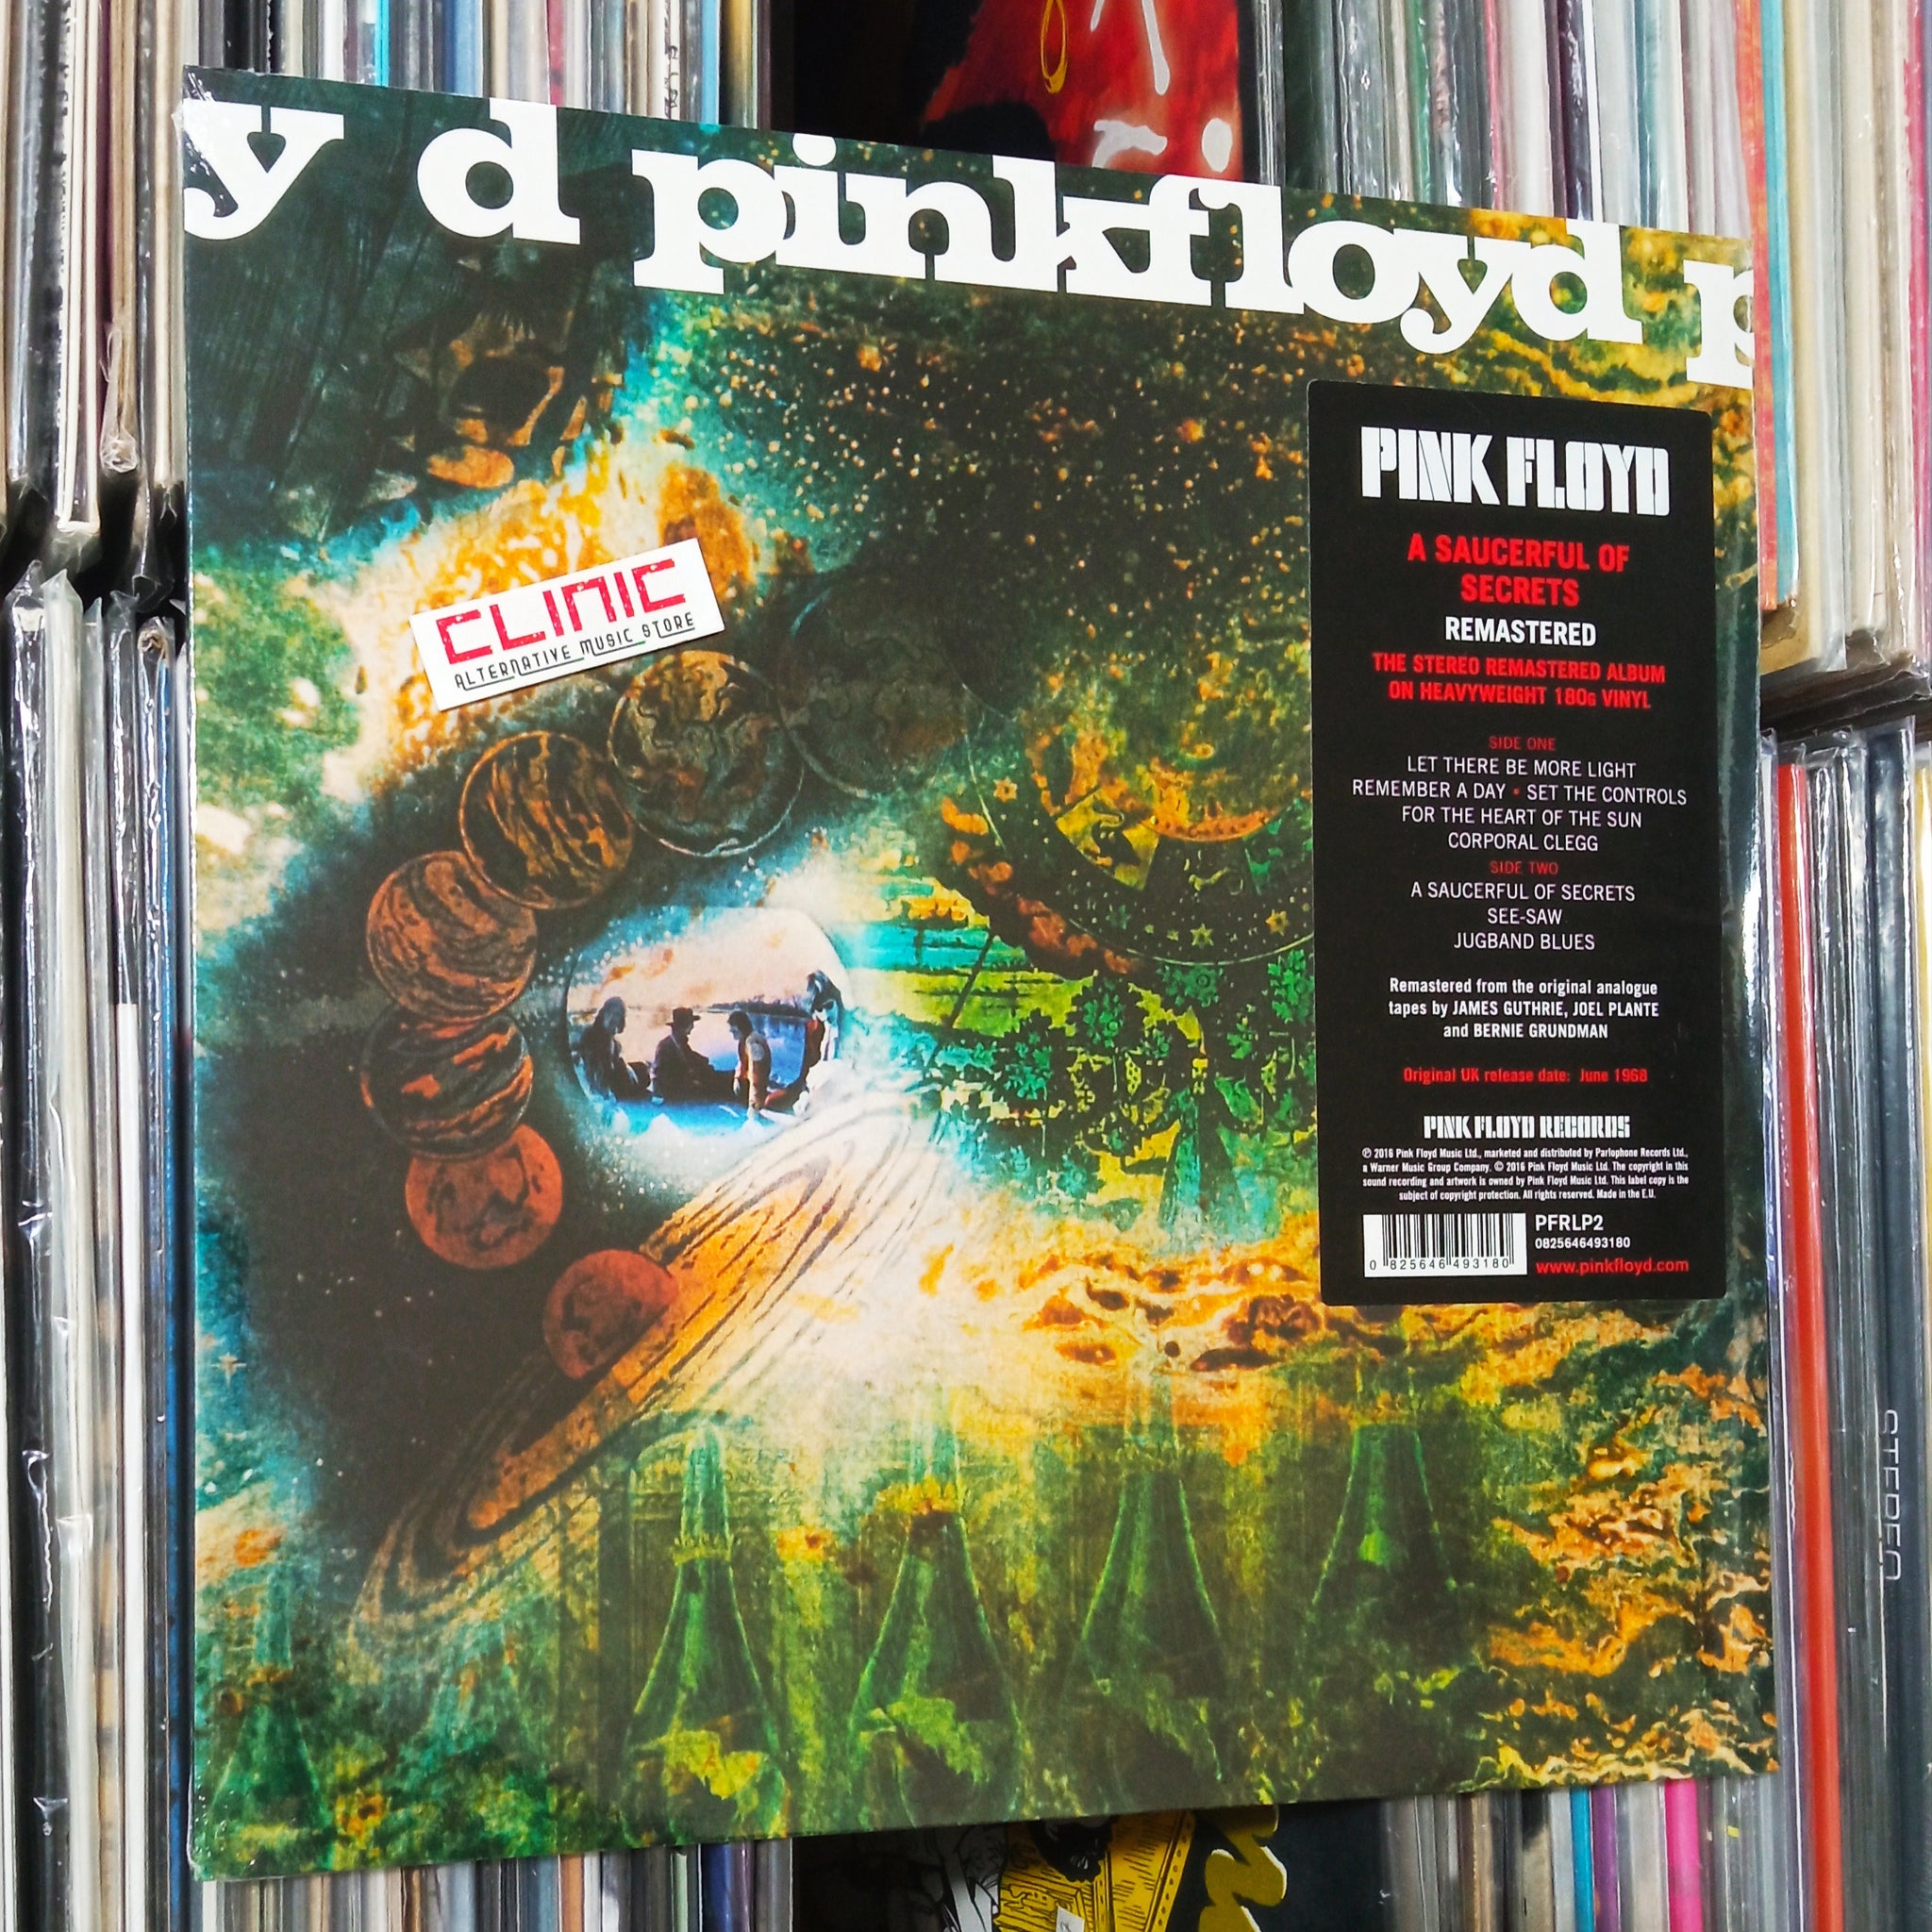 y d pinkfloyd p
CLINIC
ALTERNATIVE MUSIC STORE
PINK FLOYD
A SAUCERFUL OF
SECRETS
REMASTERED
THE STEREO REMASTERED ALBUM
ON HEAVYWEIGHT 180G VINYL
SIDE ONE
LET THERE BE MORE LIGHT
REMEMBER A DAY • SET THE CONTROLS
FOR THE HEART OF THE SUN
CORPORAL CLEGG
SIDE TWO
A SAUCERFUL OF SECRETS
SEE-SAW
JUGBAND BLUES
Remastered from the original analogue
tapes by JAMES GUTHRIE, JOEL PLANTE
and BERNIE GRUNDMAN
Original UK release date: June 1968
PINK FLOYD RECORDS
℗ 2016 Pink Floyd Music Ltd., marketed and distributed by Parlophone Records Ltd.,
a Warner Music Group Company. © 2016 Pink Floyd Music Ltd. The copyright in this
sound recording and artwork is owned by Pink Floyd Music Ltd. This label copy is the
subject of copyright protection. All rights reserved. Made in the E.U.
PFRLP2
0825646493180
0 825646 493180
www.pinkfloyd.com
STEREO